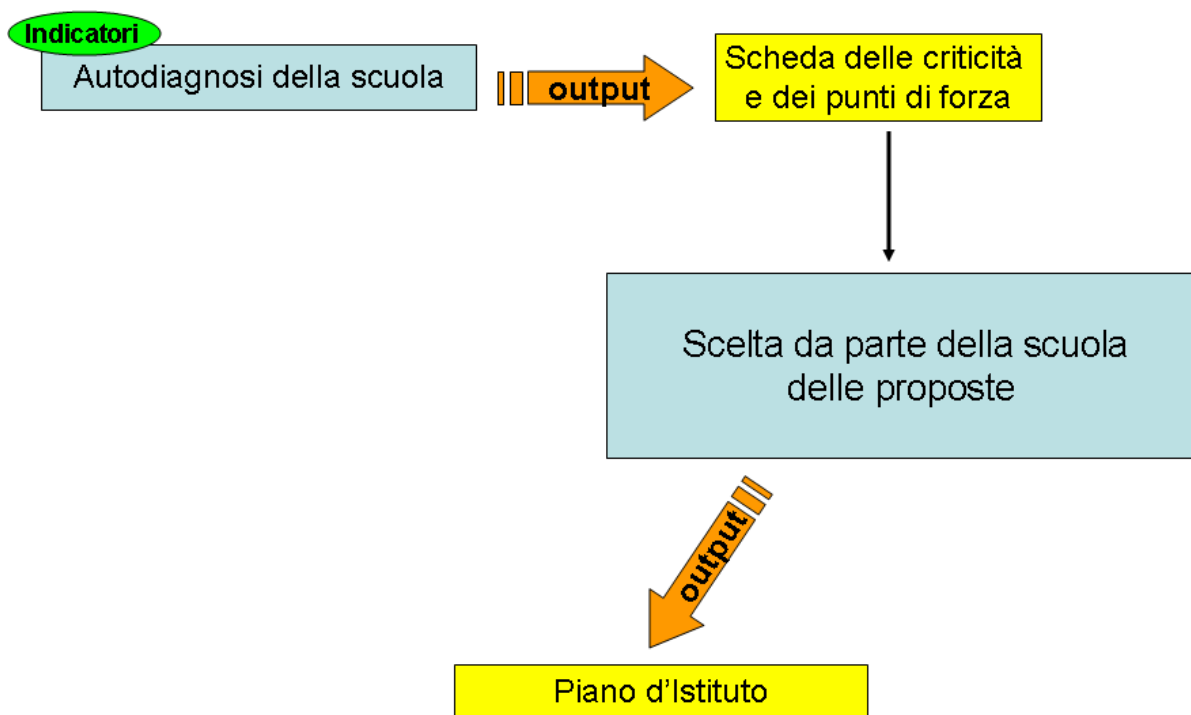 Indicatori
Autodiagnosi della scuola
output
Scheda delle criticità
e dei punti di forza
Scelta da parte della scuola
delle proposte
output
Piano d'Istituto